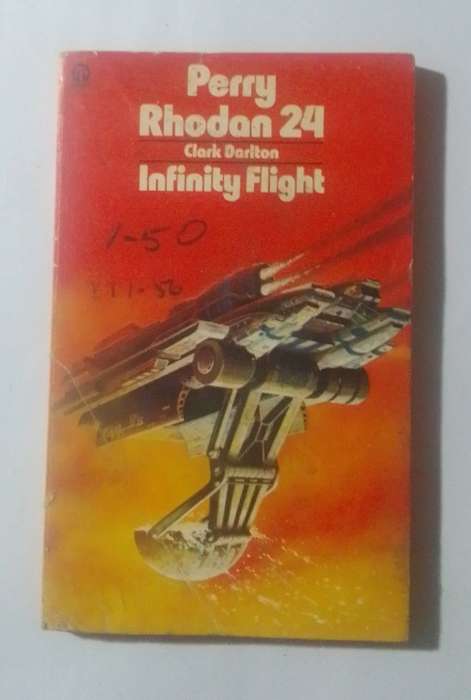 Perry
Rhodan 24
Clark Darlton
Infinity Flight
1-50